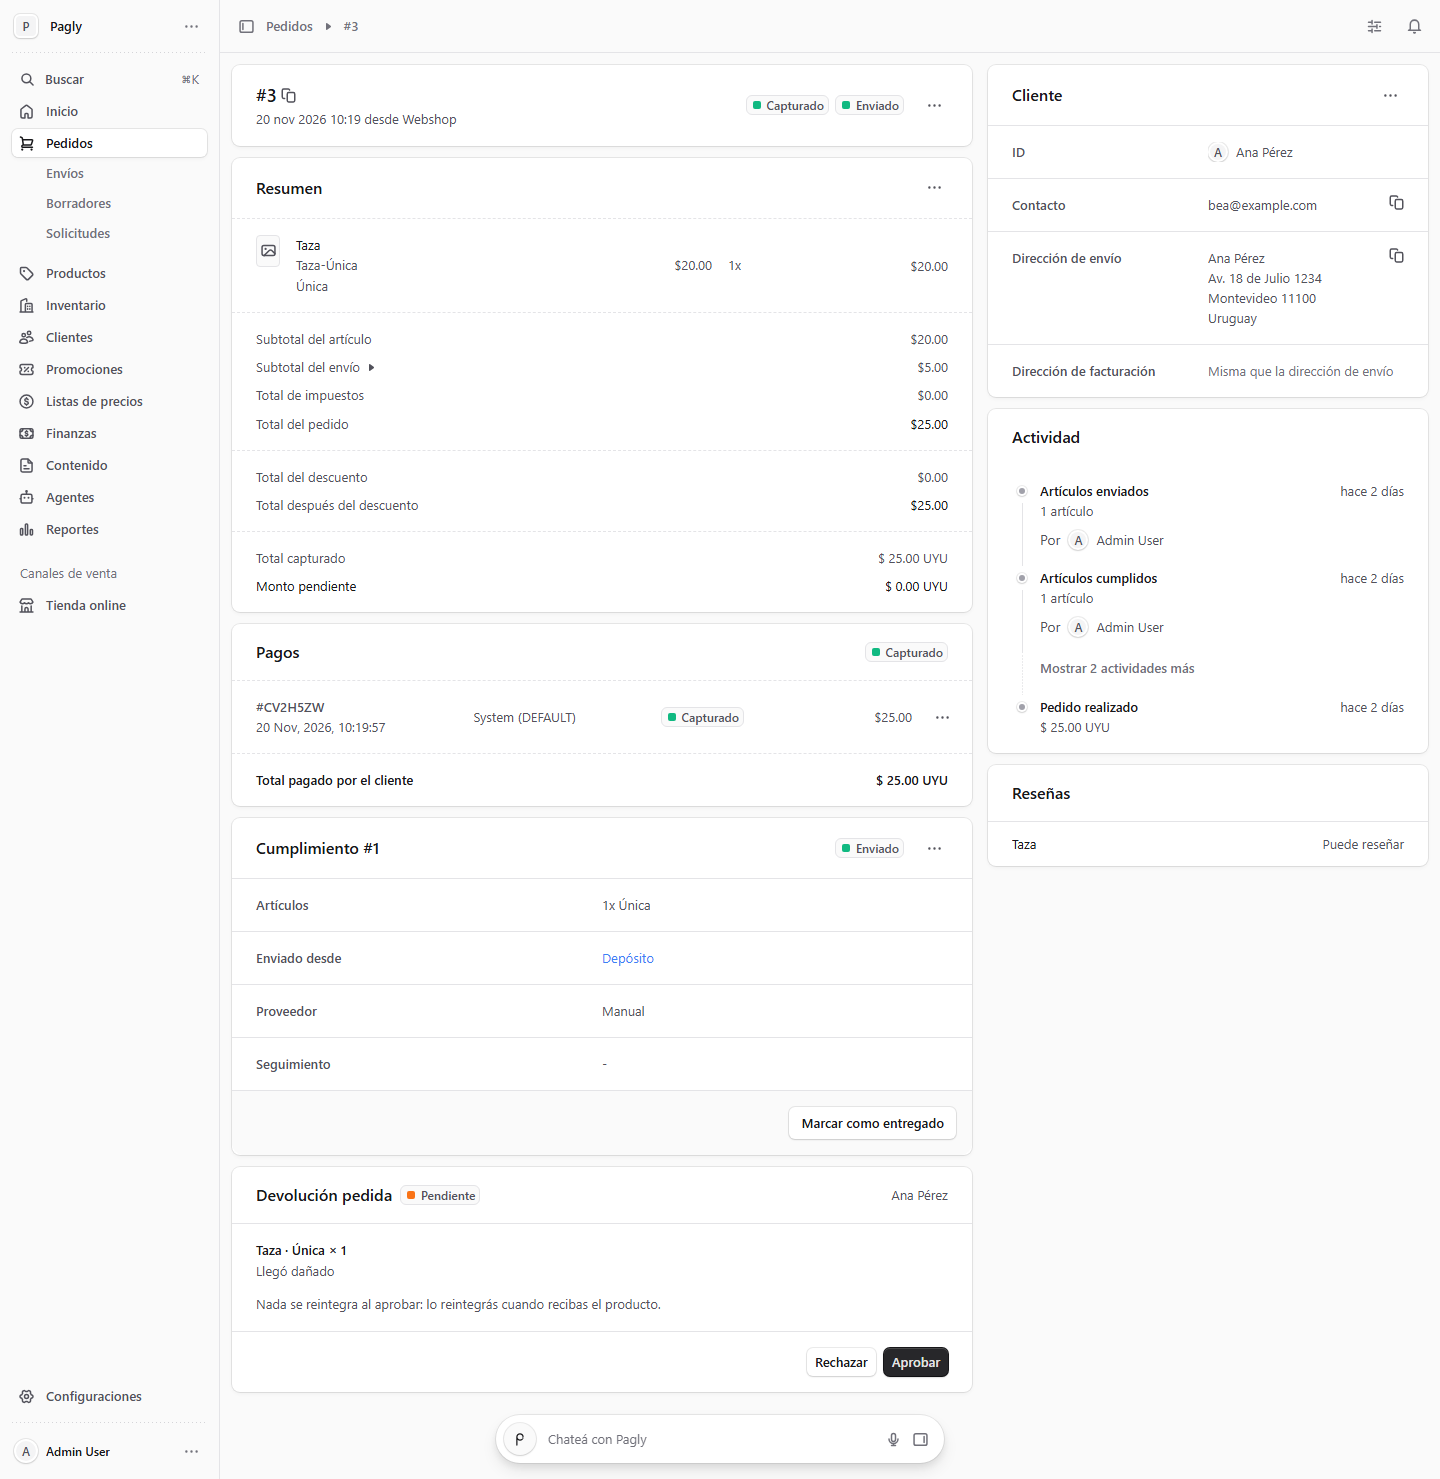 P Pagly
Buscar ⌘K
Inicio
Pedidos
Envíos
Borradores
Solicitudes
Productos
Inventario
Clientes
Promociones
Listas de precios
Finanzas
Contenido
Agentes
Reportes
Canales de venta
Tienda online
Configuraciones
A Admin User
Pedidos #3
#3
20 nov 2026 10:19 desde Webshop
Capturado Enviado
Resumen
Taza
Taza-Única $20.00 1x $20.00
Única
Subtotal del artículo $20.00
Subtotal del envío $5.00
Total de impuestos $0.00
Total del pedido $25.00
Total del descuento $0.00
Total después del descuento $25.00
Total capturado $ 25.00 UYU
Monto pendiente $ 0.00 UYU
Pagos Capturado
#CV2H5ZW
20 Nov, 2026, 10:19:57
System (DEFAULT) Capturado $25.00
Total pagado por el cliente $ 25.00 UYU
Cumplimiento #1 Enviado
Artículos 1x Única
Enviado desde Depósito
Proveedor Manual
Seguimiento -
Marcar como entregado
Devolución pedida Pendiente Ana Pérez
Taza · Única × 1
Llegó dañado
Nada se reintegra al aprobar: lo reintegrás cuando recibas el producto.
Rechazar Aprobar
Cliente
ID A Ana Pérez
Contacto bea@example.com
Dirección de envío Ana Pérez
Av. 18 de Julio 1234
Montevideo 11100
Uruguay
Dirección de facturación Misma que la dirección de envío
Actividad
Artículos enviados hace 2 días
1 artículo
Por A Admin User
Artículos cumplidos hace 2 días
1 artículo
Por A Admin User
Mostrar 2 actividades más
Pedido realizado hace 2 días
$ 25.00 UYU
Reseñas
Taza Puede reseñar
Chateá con Pagly